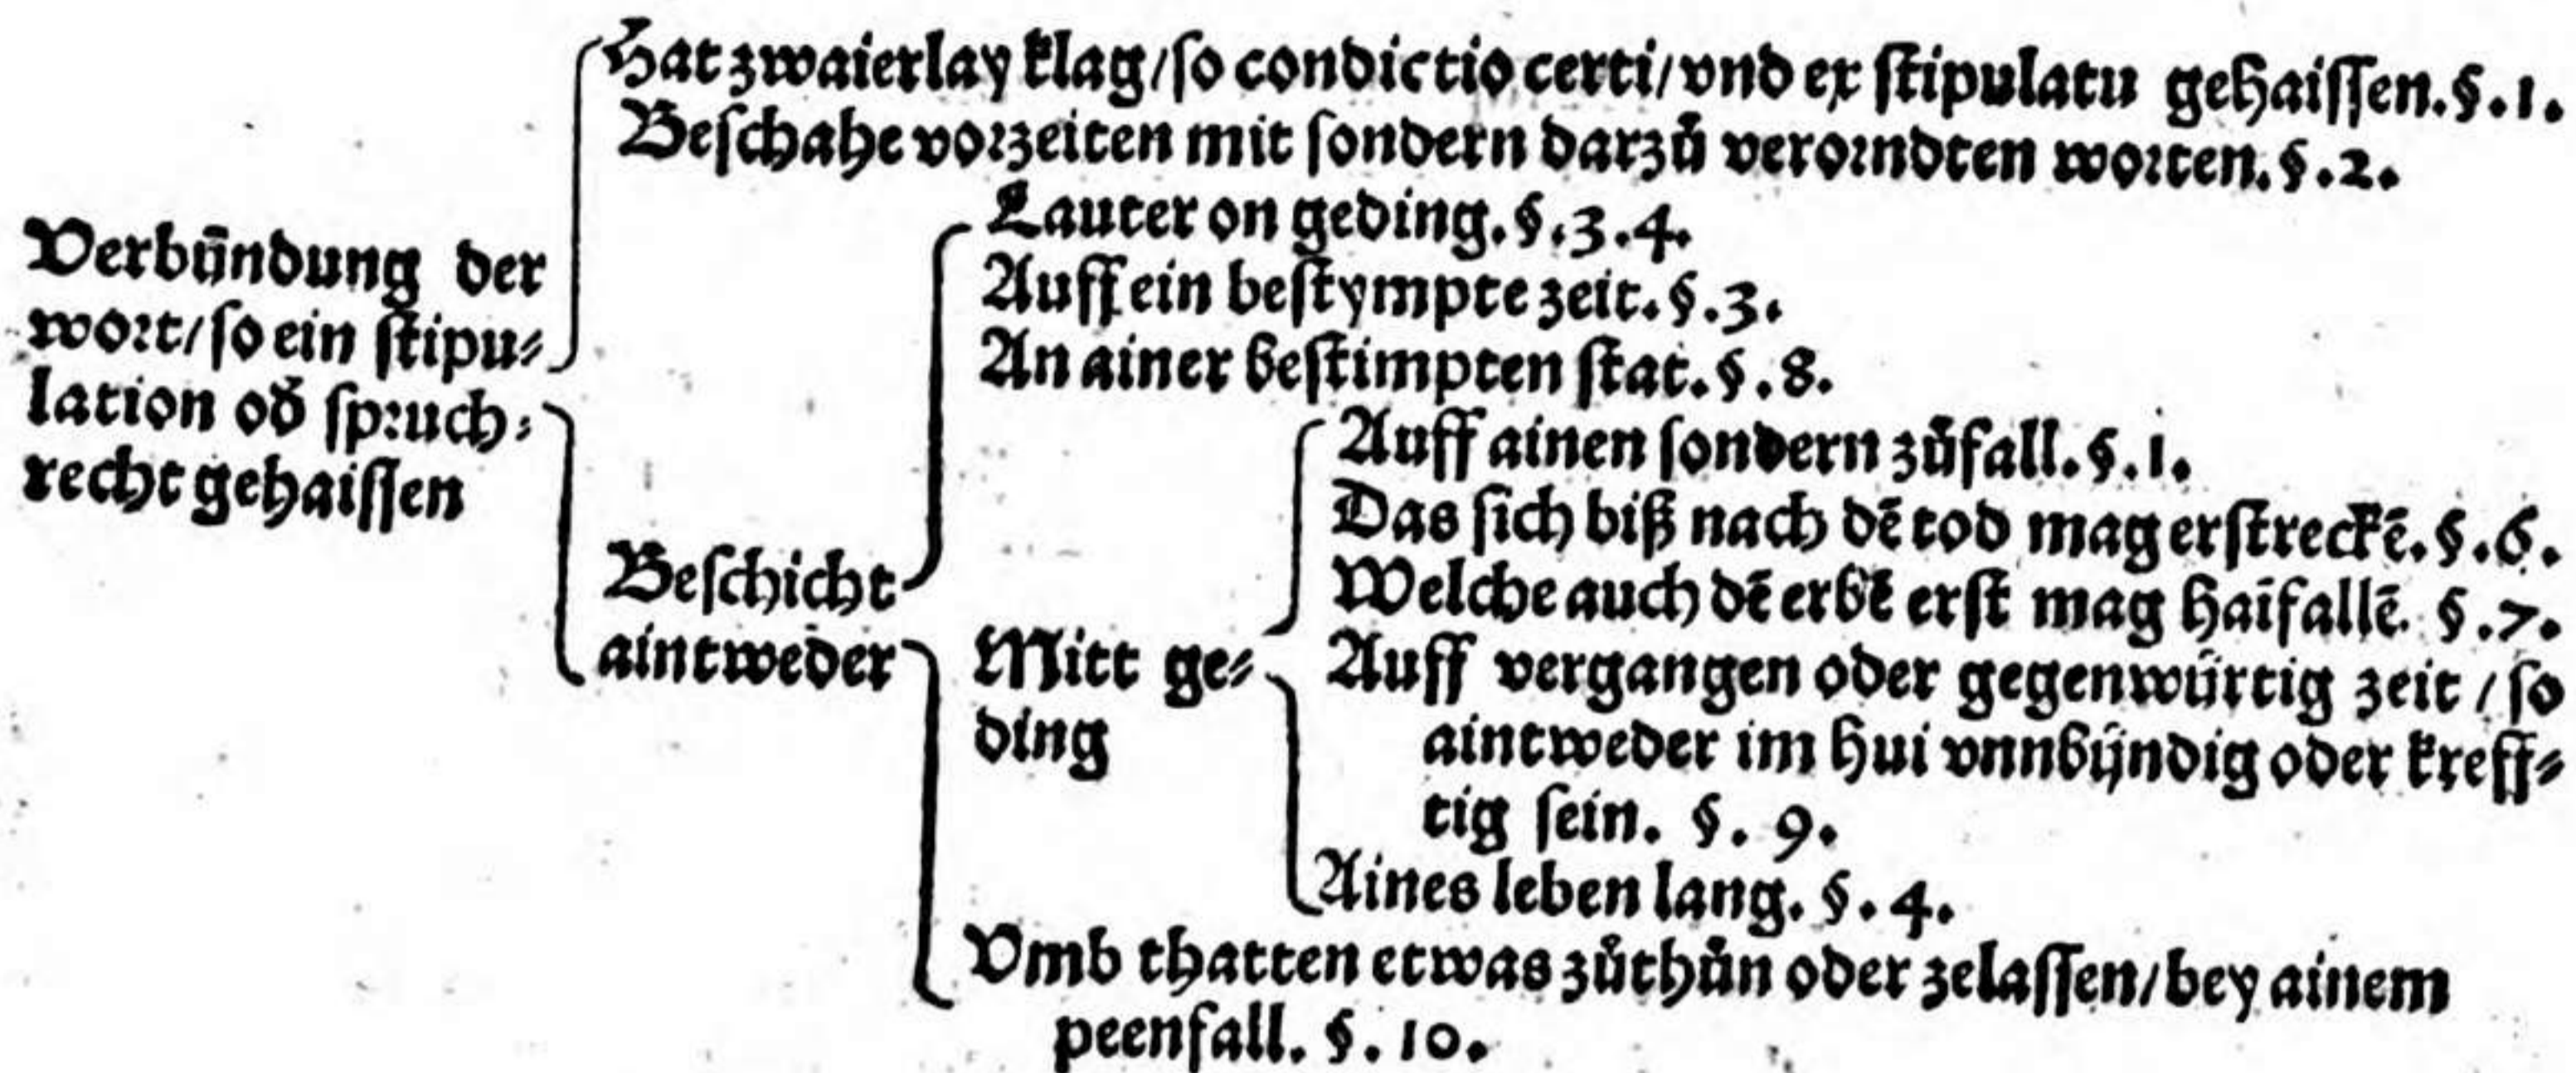 Verbündung der
wort/ so ein stipu⸗
lation oď spruch⸗
recht gehaissen
Hat zwaierlay klag/ so condictio certi/ vnd ex stipulatu gehaissen. §. 1.
Beschahe vorzeiten mit sondern darzů verorndten worten. §. 2.
Beschicht
aintweder
Lauter on geding. §. 3. 4.
Auff ein bestympte zeit. §. 3.
An ainer bestimpten stat. §. 8.
Mitt ge⸗
ding
Auff ainen sondern zůfall. §. 1.
Das sich biß nach dē tod mag erstreckē. §. 6.
Welche auch dē erbē erst mag haīfallē. §. 7.
Auff vergangen oder gegenwürtig zeit / so
aintweder im hui vnnbündig oder kreff⸗
tig sein. §. 9.
Aines leben lang. §. 4.
Vmb thatten etwas zůthůn oder zelassen/ bey ainem
peenfall. §. 10.